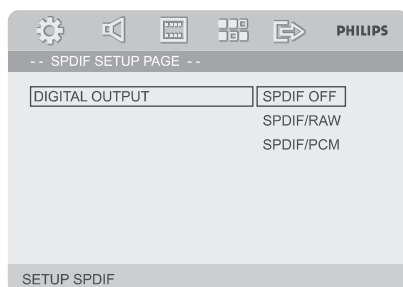 PHILIPS
-- SPDIF SETUP PAGE --
DIGITAL OUTPUT SPDIF OFF
SPDIF/RAW
SPDIF/PCM
SETUP SPDIF